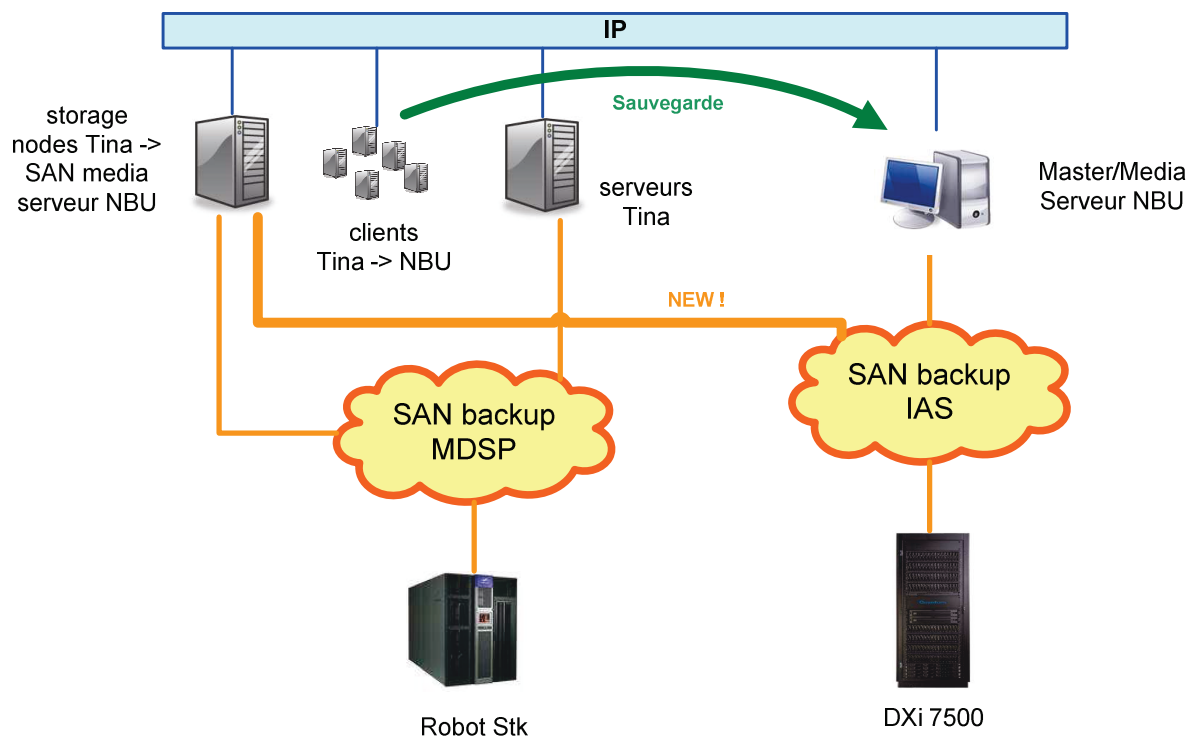 IP
Sauvegarde
storage
nodes Tina ->
SAN media
serveur NBU
clients
Tina -> NBU
serveurs
Tina
Master/Media
Serveur NBU
NEW !
SAN backup
MDSP
SAN backup
IAS
Robot Stk
DXi 7500